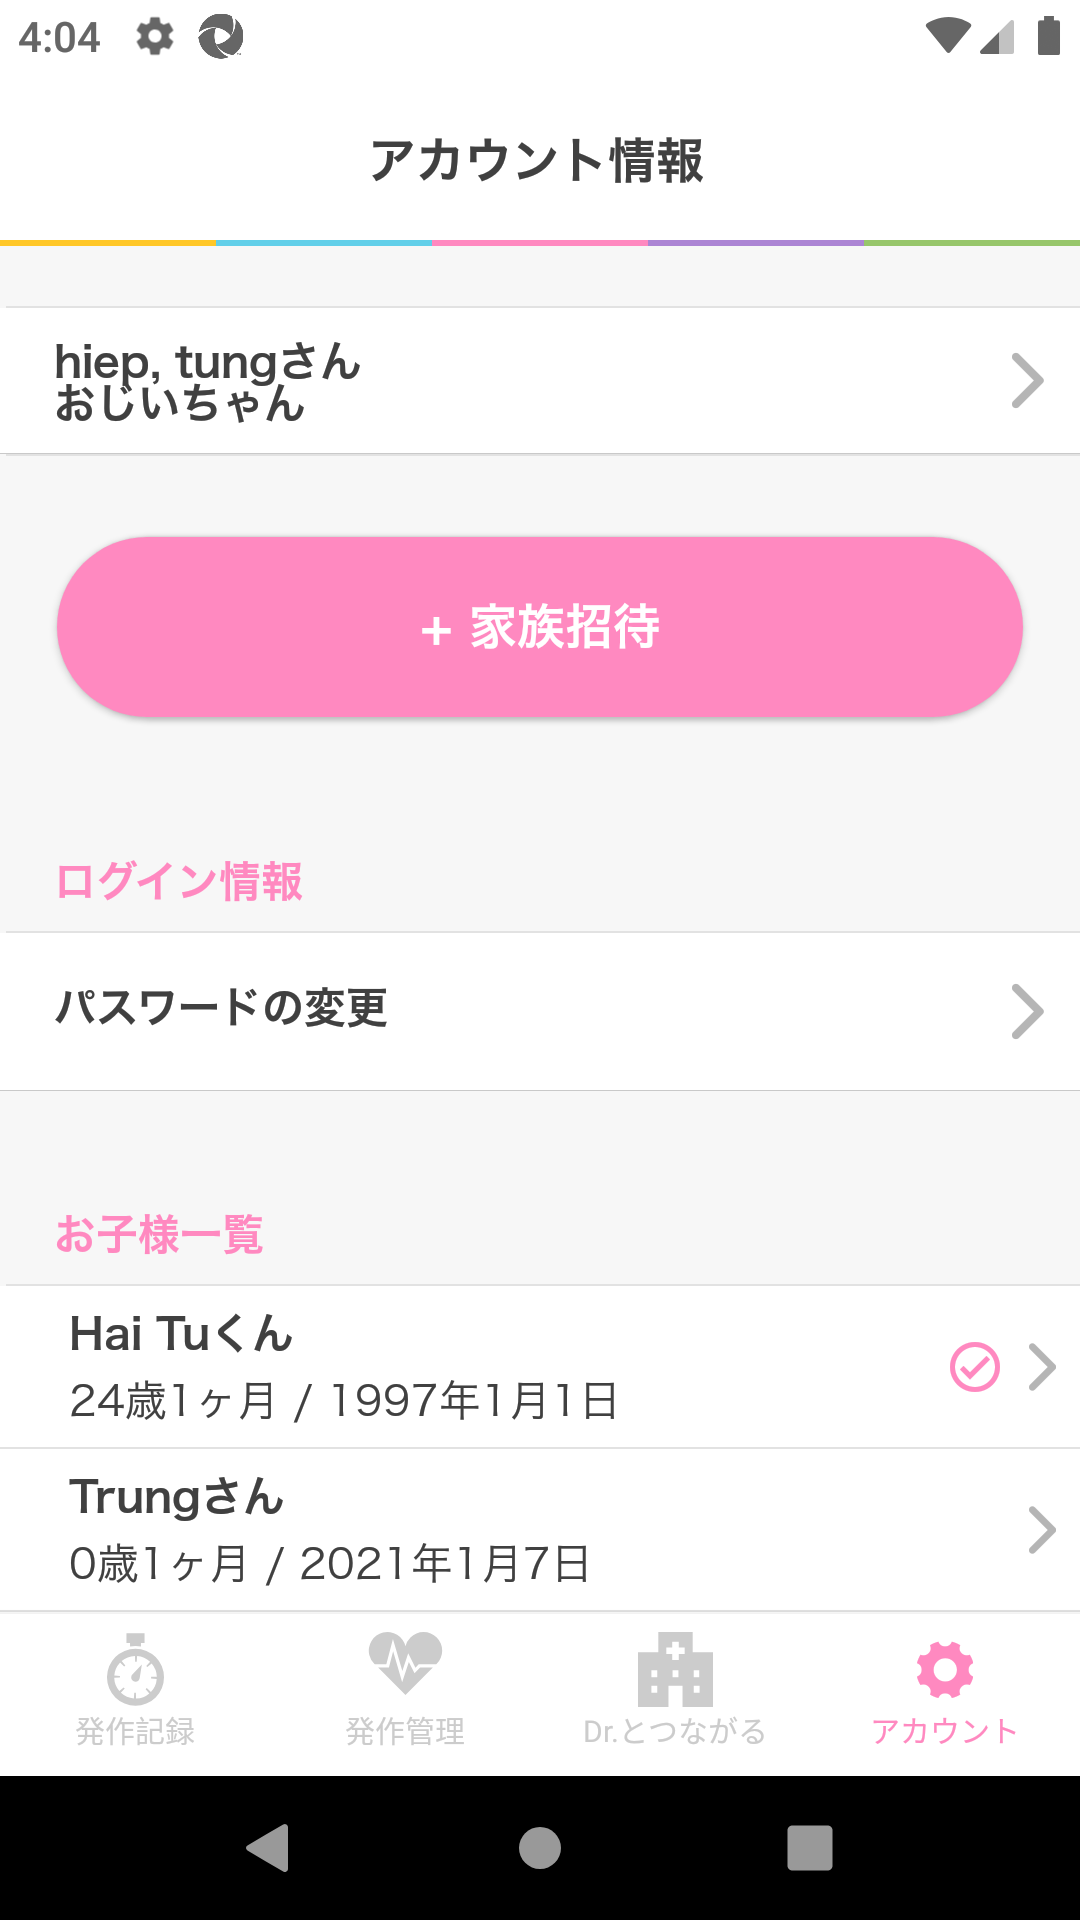 4:04
アカウント情報
hiep, tungさん
おじいちゃん
+ 家族招待
ログイン情報
パスワードの変更
お子様一覧
Hai Tuくん
24歳1ヶ月 / 1997年1月1日
Trungさん
0歳1ヶ月 / 2021年1月7日
発作記録
発作管理
Dr.とつながる
アカウント